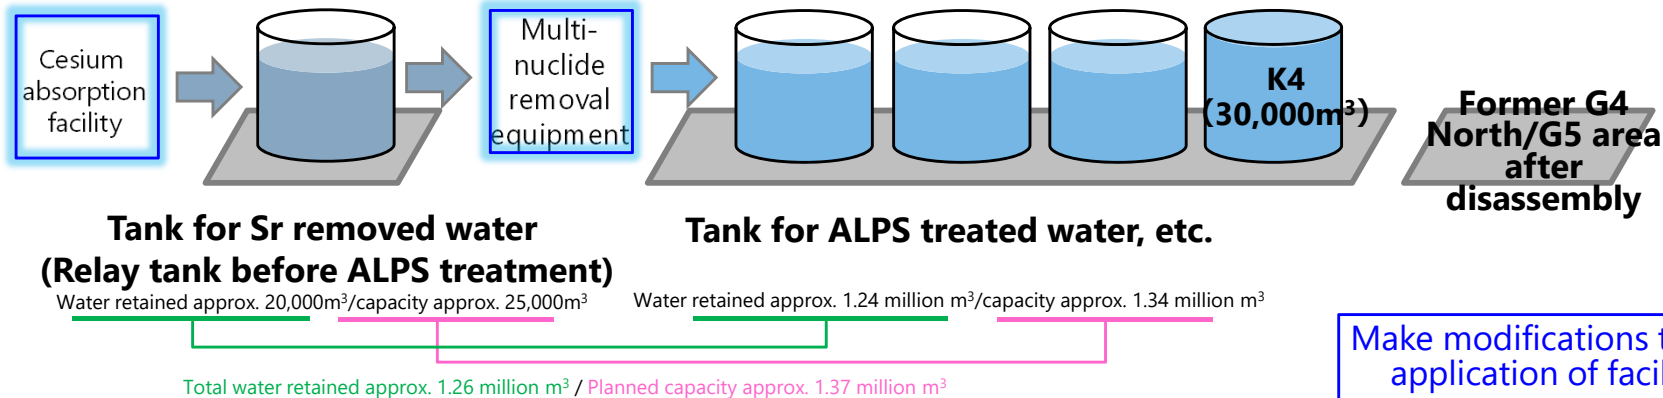 Cesium
absorption
facility
Multi-
nuclide
removal
equipment
K4
(30,000m³)
Former G4
North/G5 area
after
disassembly
Tank for Sr removed water
(Relay tank before ALPS treatment)
Water retained approx. 20,000m³/capacity approx. 25,000m³
Tank for ALPS treated water, etc.
Water retained approx. 1.24 million m³/capacity approx. 1.34 million m³
Total water retained approx. 1.26 million m³ / Planned capacity approx. 1.37 million m³
Make modifications
application of